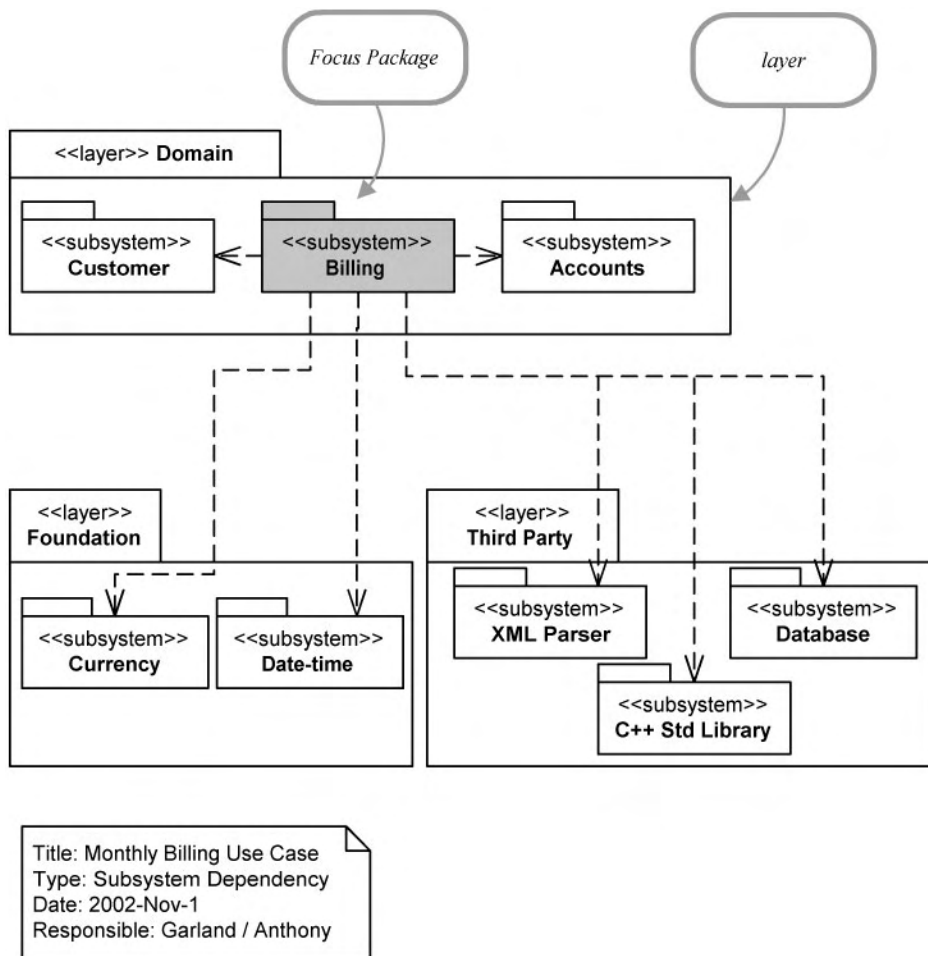 Focus Package
layer
<<layer>> Domain
<<subsystem>>
Customer
<<subsystem>>
Billing
<<subsystem>>
Accounts
<<layer>>
Foundation
<<layer>>
Third Party
<<subsystem>>
Currency
<<subsystem>>
Date-time
<<subsystem>>
XML Parser
<<subsystem>>
Database
<<subsystem>>
C++ Std Library
Title: Monthly Billing Use Case
Type: Subsystem Dependency
Date: 2002-Nov-1
Responsible: Garland / Anthony